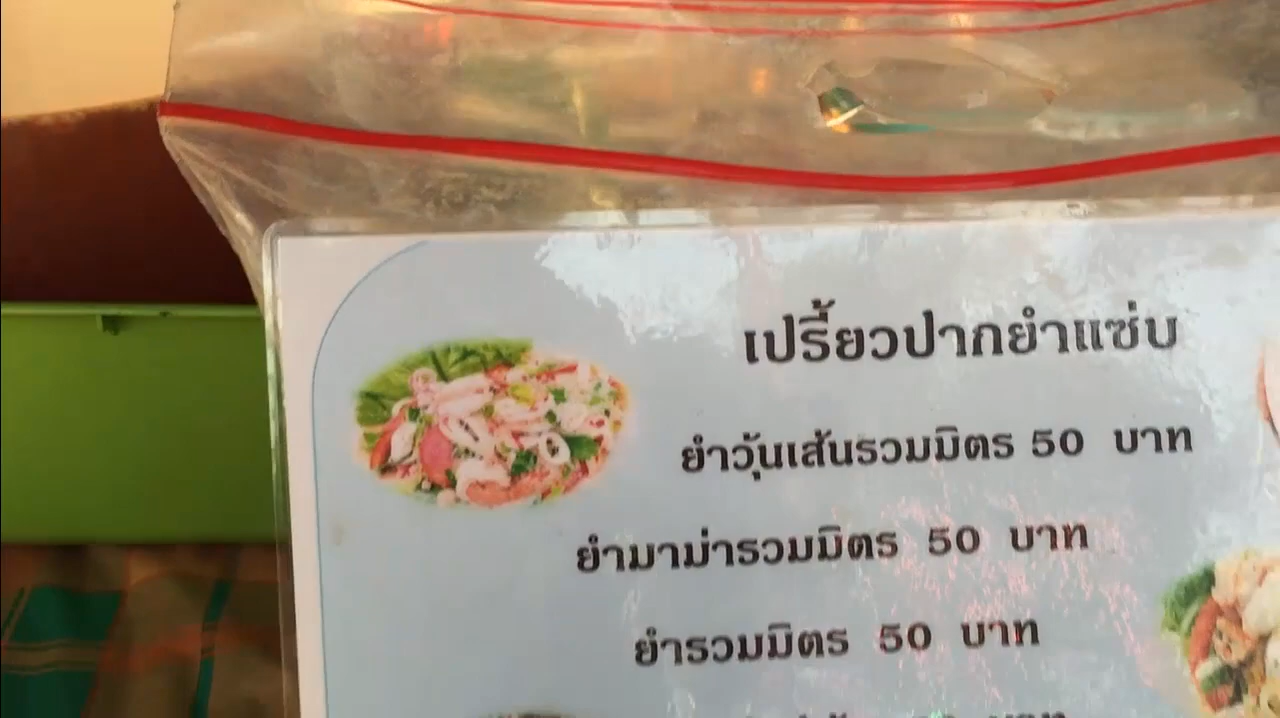 เปรี้ยวปากยำแซ่บ
ยำวุ้นเส้นรวมมิตร 50 บาท
ยำมาม่ารวมมิตร 50 บาท
ยำรวมมิตร 50 บาท